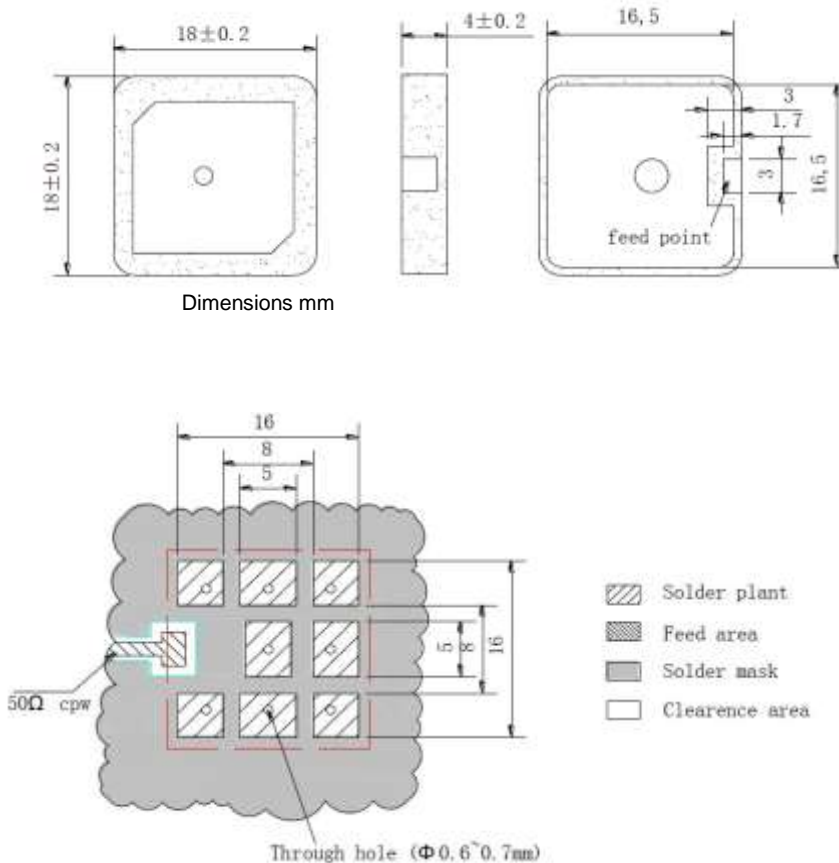 18±0.2
4±0.2
16,5
18±0.2
3
1.7
3
16,5
feed point
Dimensions mm
16
8
5
5
8
16
50Ω cpw
Solder plant
Feed area
Solder mask
Clearence area
Through hole (Φ0.6~0.7mm)